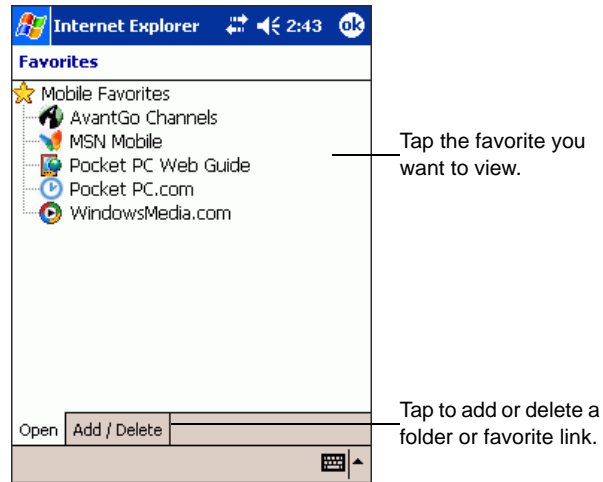 Internet Explorer 2:43 ok
Favorites
Mobile Favorites
AvantGo Channels
MSN Mobile
Pocket PC Web Guide
Pocket PC.com
WindowsMedia.com
Tap the favorite you
want to view.
Open Add / Delete
Tap to add or delete a
folder or favorite link.